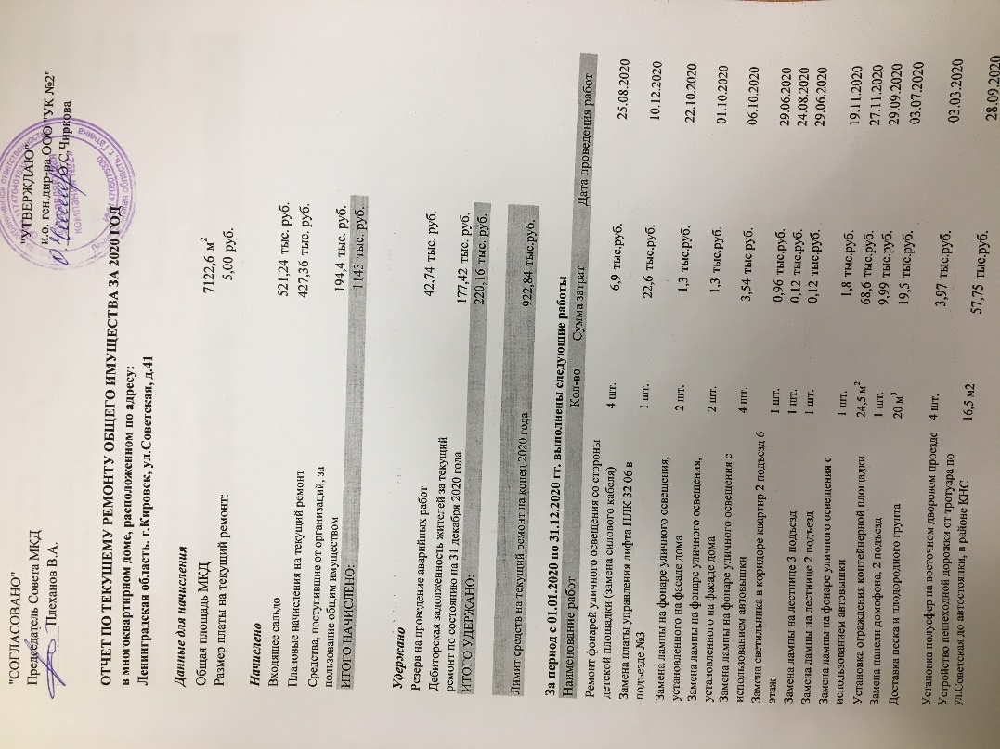 "СОГЛАСОВАНО"
Председатель Совета МКД
Плеханов В.А.
"УТВЕРЖДАЮ"
и.о. ген.дир-ра ООО "УК №2"
О.С. Чиркова
ОТЧЕТ ПО ТЕКУЩЕМУ РЕМОНТУ ОБЩЕГО ИМУЩЕСТВА ЗА 2020 ГОД
в многоквартирном доме, расположенном по адресу:
Ленинградская область. г.Кировск, ул.Советская, д.41
Данные для начисления
Общая площадь МКД 7122,6 м²
Размер платы на текущий ремонт: 5,00 руб.
Начислено
Входящее сальдо 521,24 тыс. руб.
Плановые начисления на текущий ремонт 427,36 тыс. руб.
Средства, поступившие от организаций, за
пользование общим имуществом 194,4 тыс. руб.
ИТОГО НАЧИСЛЕНО: 1143 тыс. руб.
Удержано
Резерв на проведение аварийных работ 42,74 тыс. руб.
Дебиторская задолженность жителей за текущий
ремонт по состоянию на 31 декабря 2020 года 177,42 тыс. руб.
ИТОГО УДЕРЖАНО: 220,16 тыс. руб.
Лимит средств на текущий ремонт на конец 2020 года 922,84 тыс.руб.
За период с 01.01.2020 по 31.12.2020 гг. выполнены следующие работы
Наименование работ Кол-во Сумма затрат Дата проведения работ
Ремонт фонарей уличного освещения со стороны
детской площадки (замена силового кабеля) 4 шт. 6,9 тыс.руб. 25.08.2020
Замена платы управления лифта ПЛК 32 06 в
подъезде №3 1 шт. 22,6 тыс.руб. 10.12.2020
Замена лампы на фонаре уличного освещения,
установленного на фасаде дома 2 шт. 1,3 тыс.руб. 22.10.2020
Замена лампы на фонаре уличного освещения,
установленного на фасаде дома 2 шт. 1,3 тыс.руб. 01.10.2020
Замена лампы на фонаре уличного освещения с
использованием автовышки 4 шт. 3,54 тыс.руб. 06.10.2020
Замена светильника в коридоре квартир 2 подъезд 6
этаж 1 шт. 0,96 тыс.руб. 29.06.2020
Замена лампы на лестнице 3 подъезд 1 шт. 0,12 тыс.руб. 24.08.2020
Замена лампы на лестнице 2 подъезд 1 шт. 0,12 тыс.руб. 29.06.2020
Замена лампы на фонаре уличного освещения с
использованием автовышки 1 шт. 1,8 тыс.руб. 19.11.2020
Установка ограждения контейнерной площадки 24,5 м² 68,6 тыс.руб. 27.11.2020
Замена панели домофона, 2 подъезд 1 шт. 9,99 тыс.руб. 29.09.2020
Доставка песка и плодородного грунта 20 м³ 19,5 тыс.руб. 03.07.2020
Установка полусфер на восточном дворовом проезде 4 шт. 3,97 тыс.руб. 03.03.2020
Устройство пешеходной дорожки от тротуара по
ул.Советская до автостоянки, в районе КНС 16,5 м2 57,75 тыс.руб. 28.09.2020